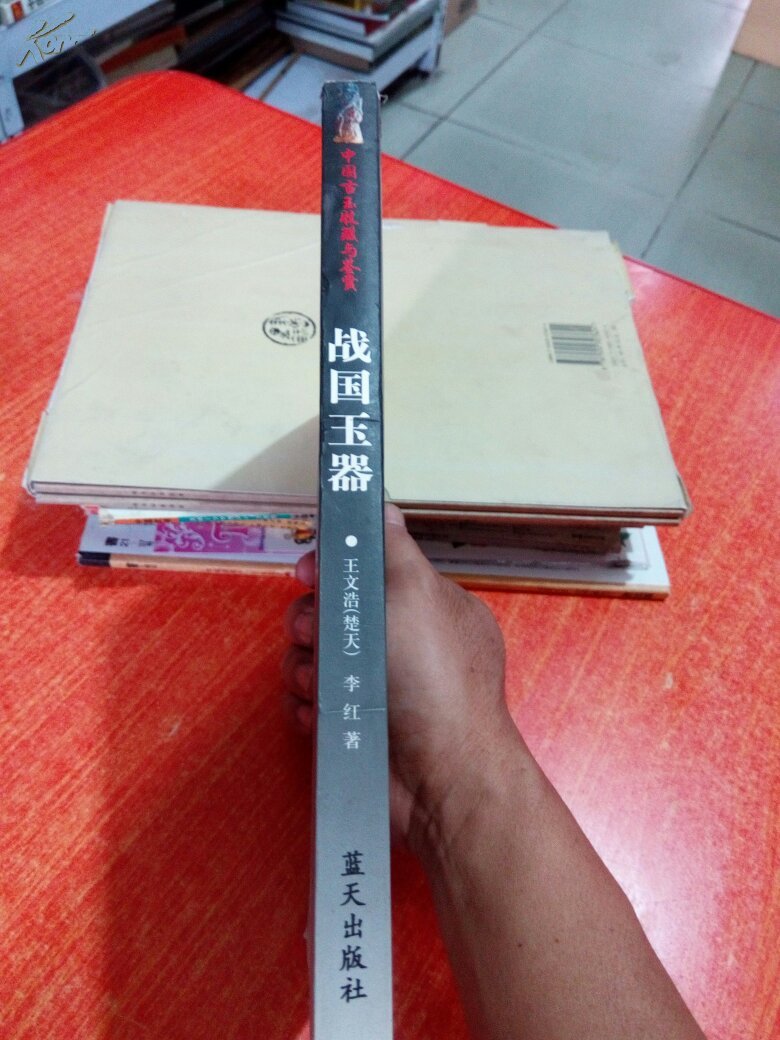 中国古玉收藏与鉴赏
战国玉器
●王文浩(楚天) 李红 著
蓝天出版社